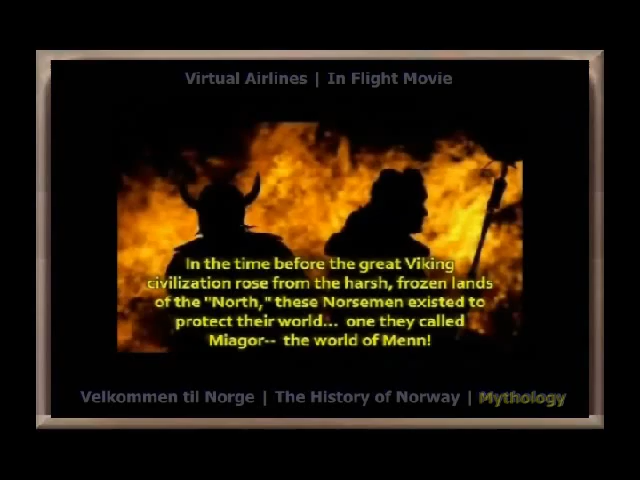 Virtual Airlines | In Flight Movie
In the time before the great Viking
civilization rose from the harsh, frozen lands
of the "North," these Norsemen existed to
protect their world... one they called
Miagor-- the world of Menn!
Velkommen til Norge | The History of Norway | Mythology